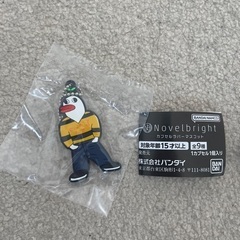 Novelbright
カプセルラバーマスコット
対象年齢15才以上 全9種
1カプセル1個入り
株式会社バンダイ
BANDAI